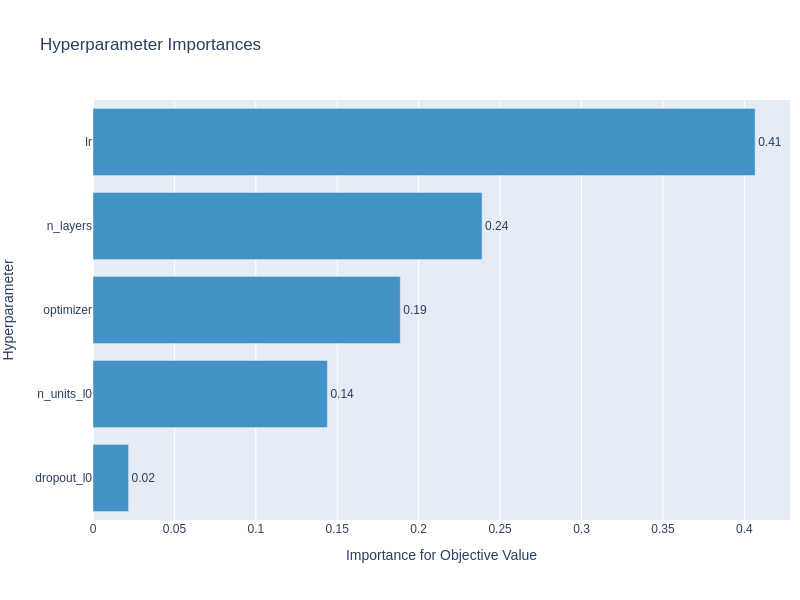 Hyperparameter Importances
Hyperparameter
lr
0.41
n_layers
0.24
optimizer
0.19
n_units_l0
0.14
dropout_l0
0.02
0 0.05 0.1 0.15 0.2 0.25 0.3 0.35 0.4
Importance for Objective Value